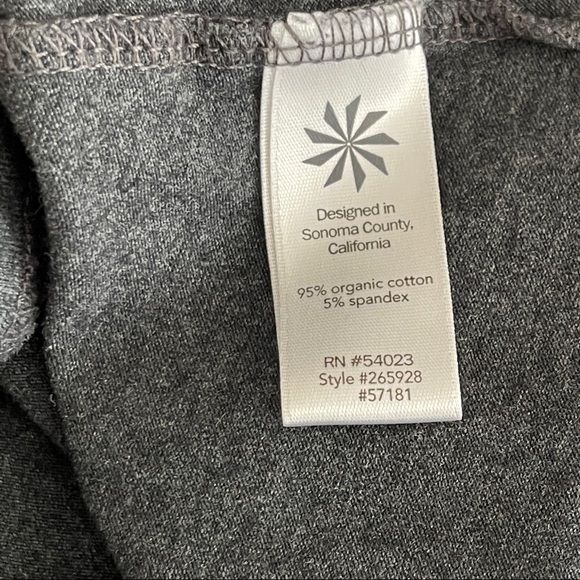 Designed in
Sonoma County,
California
95% organic cotton
5% spandex
RN #54023
Style #265928
#57181